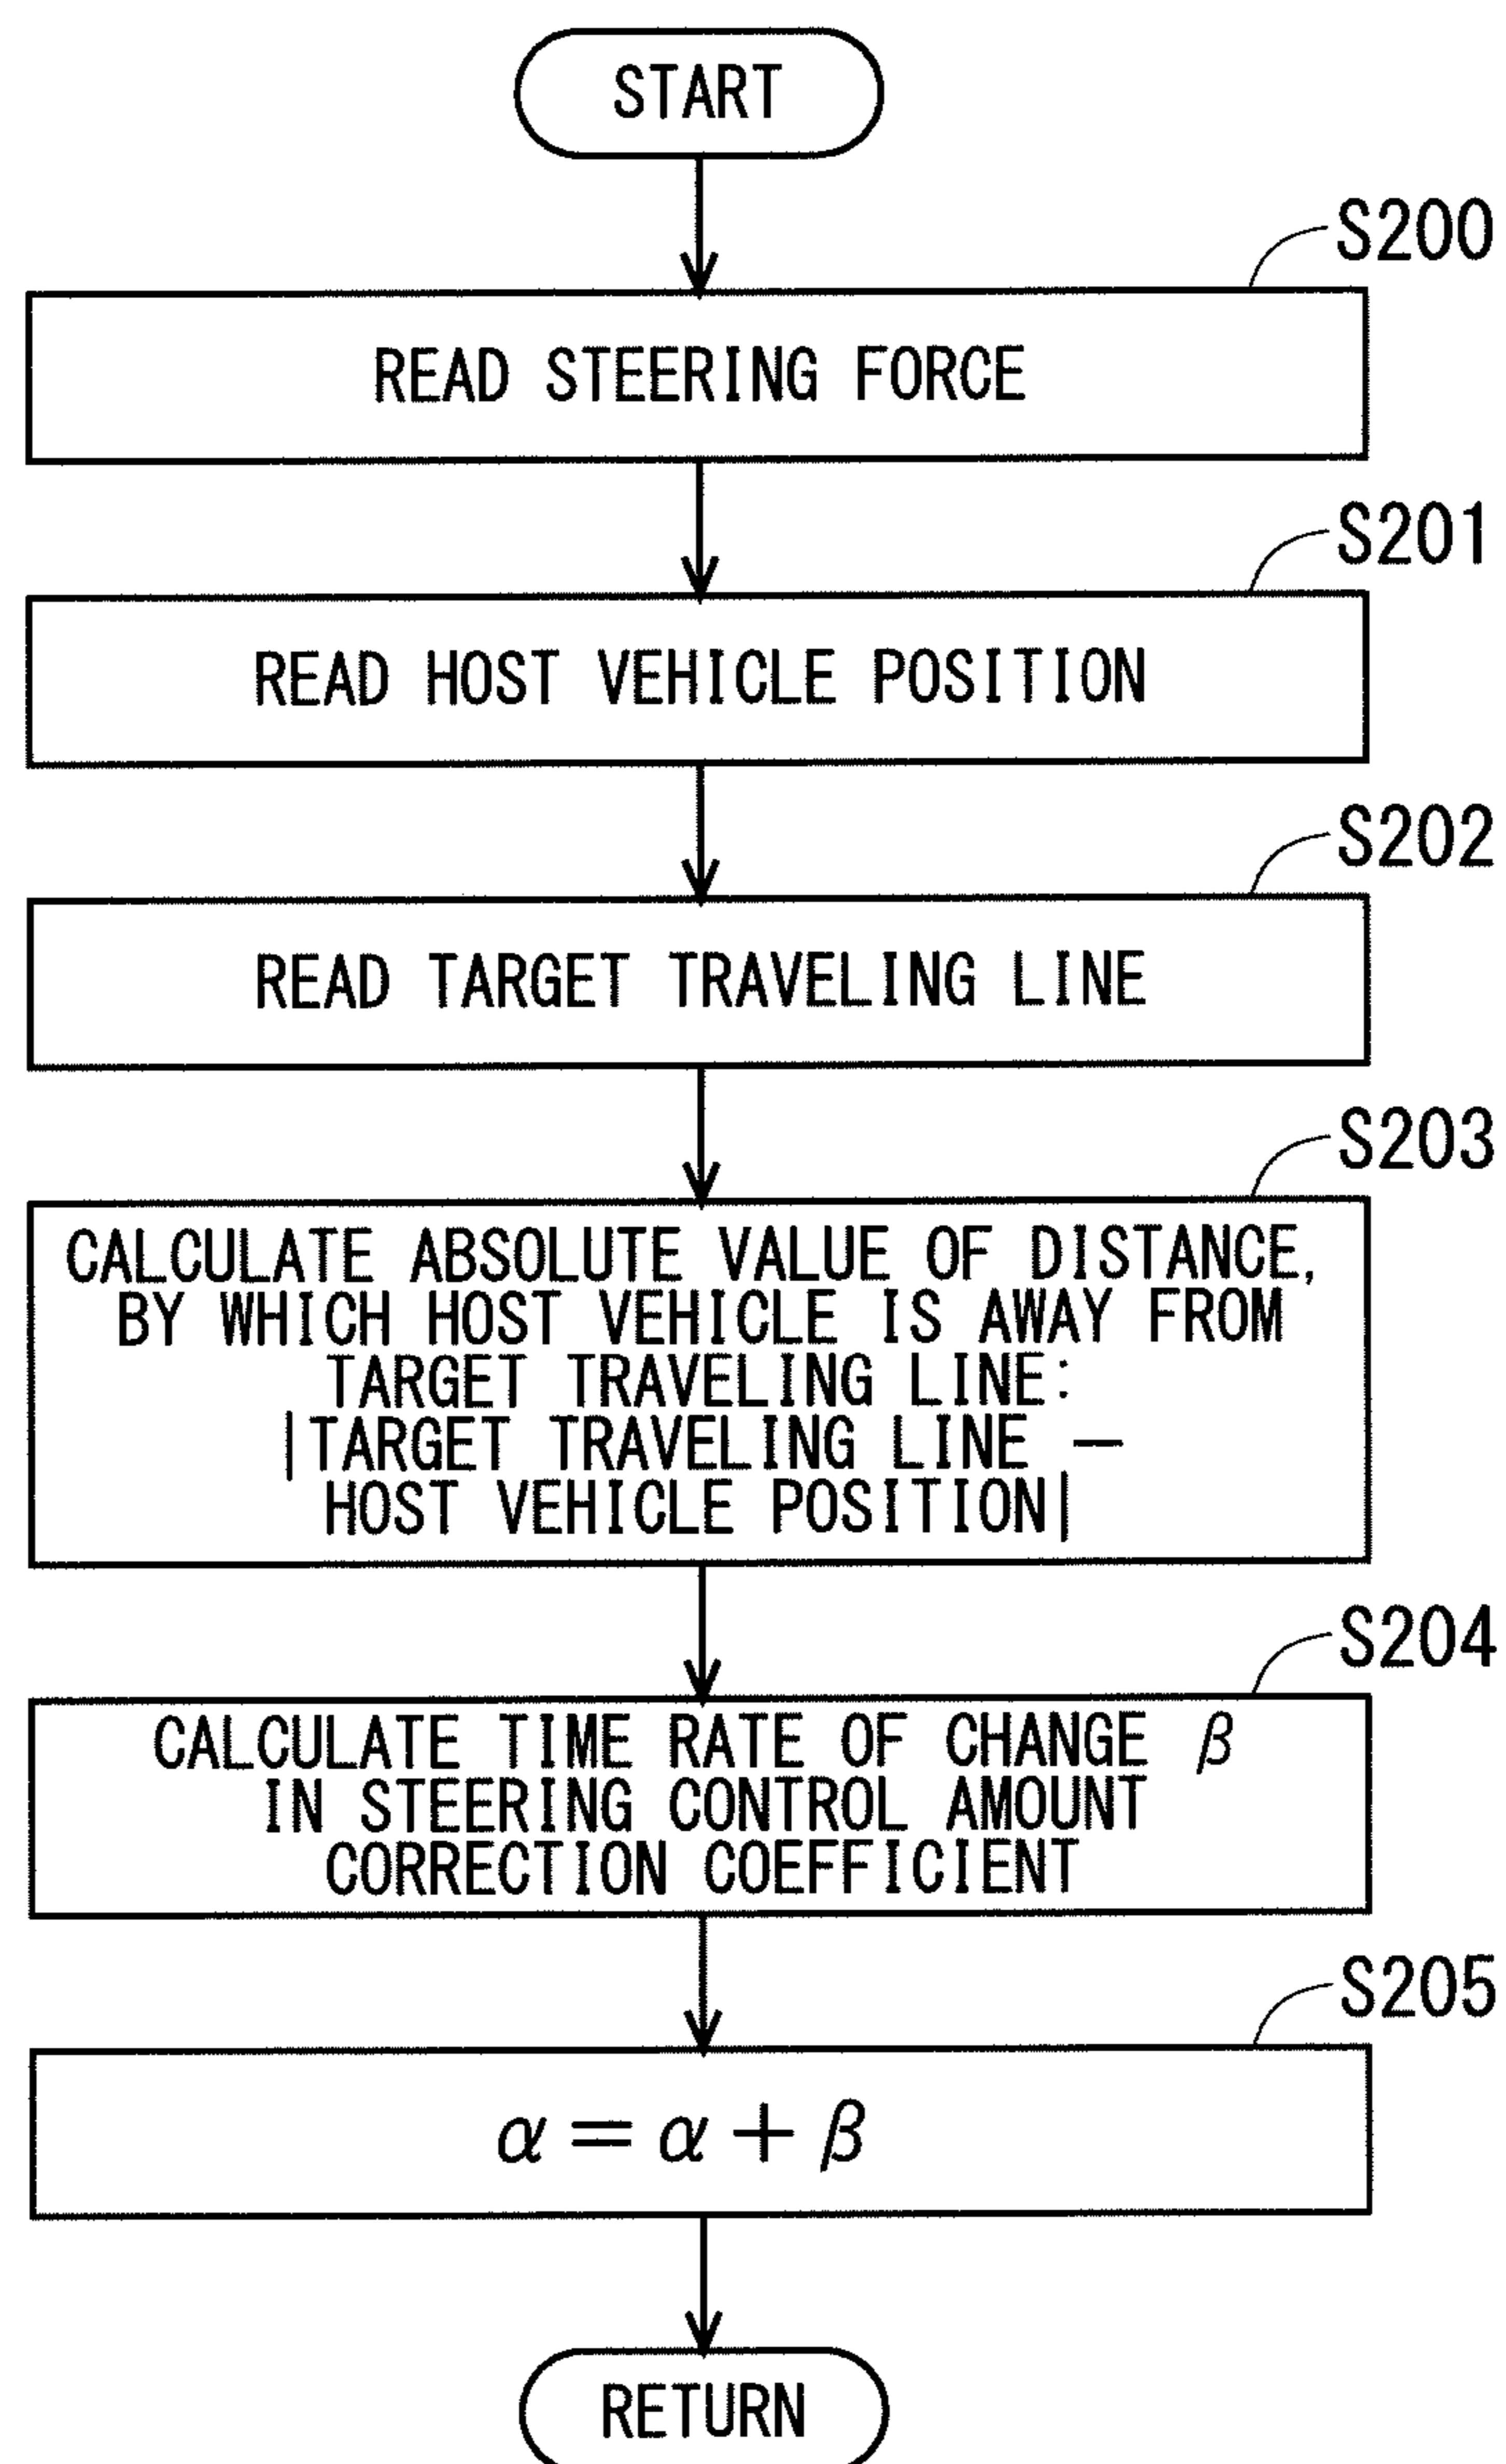 START
S200
READ STEERING FORCE
S201
READ HOST VEHICLE POSITION
S202
READ TARGET TRAVELING LINE
S203
CALCULATE ABSOLUTE VALUE OF DISTANCE,
BY WHICH HOST VEHICLE IS AWAY FROM
TARGET TRAVELING LINE:
|TARGET TRAVELING LINE —
HOST VEHICLE POSITION|
S204
CALCULATE TIME RATE OF CHANGE β
IN STEERING CONTROL AMOUNT
CORRECTION COEFFICIENT
S205
α = α + β
RETURN